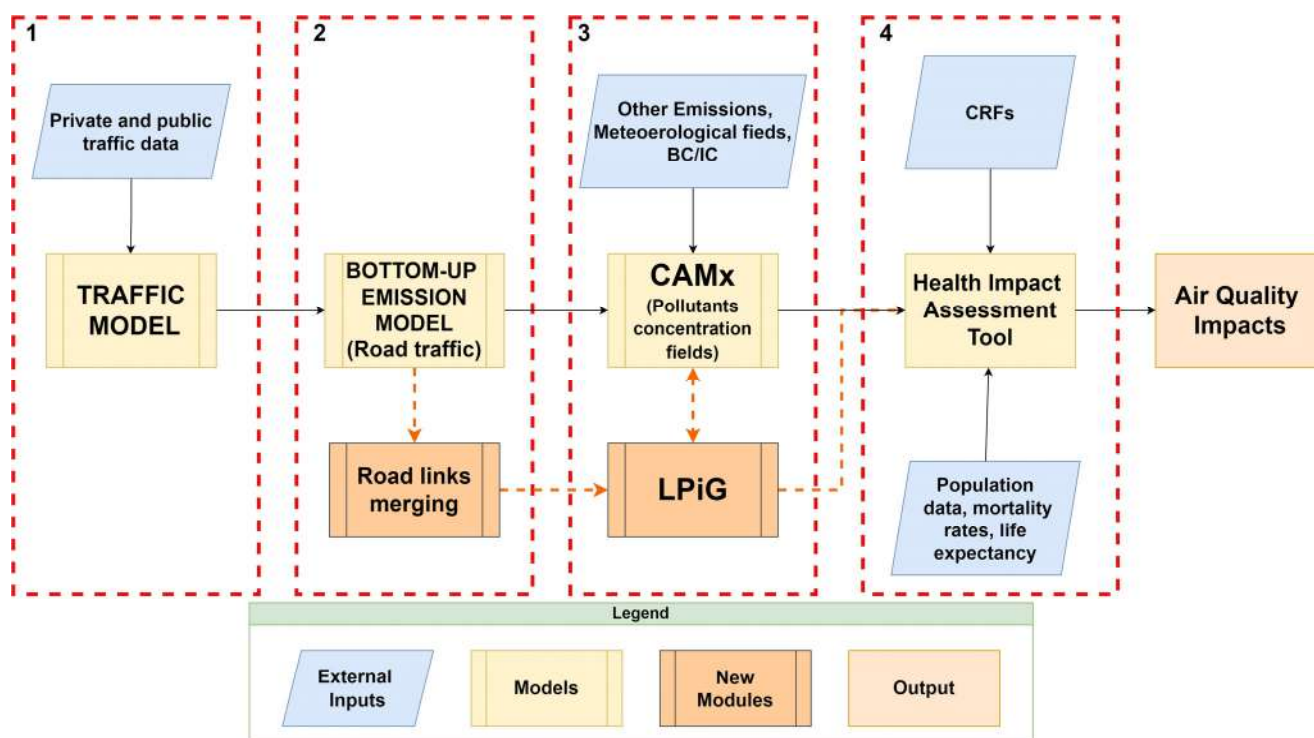 1
Private and public
traffic data
TRAFFIC
MODEL
2
BOTTOM-UP
EMISSION
MODEL
(Road traffic)
Road links
merging
3
Other Emissions,
Meteoerological fieds,
BC/IC
CAMx
(Pollutants
concentration
fields)
LPiG
4
CRFs
Health Impact
Assessment
Tool
Population
data, mortality
rates, life
expectancy
Air Quality
Impacts
Legend
External
Inputs
Models
New
Modules
Output